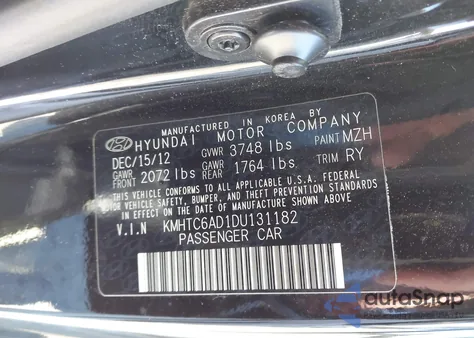 MANUFACTURED IN KOREA BY
HYUNDAI MOTOR COMPANY
DEC/15/12 GVWR 3748 lbs PAINT MZH
GAWR FRONT 2072 lbs GAWR REAR 1764 lbs. TRIM RY
THIS VEHICLE CONFORMS TO ALL APPLICABLE FEDERAL MOTOR
VEHICLE SAFETY, BUMPER, AND THEFT PREVENTION STANDARDS
IN EFFECT ON THE DATE OF MANUFACTURE SHOWN ABOVE
V.I.N KMHTC6AD1DU131182
PASSENGER CAR
autaSnap